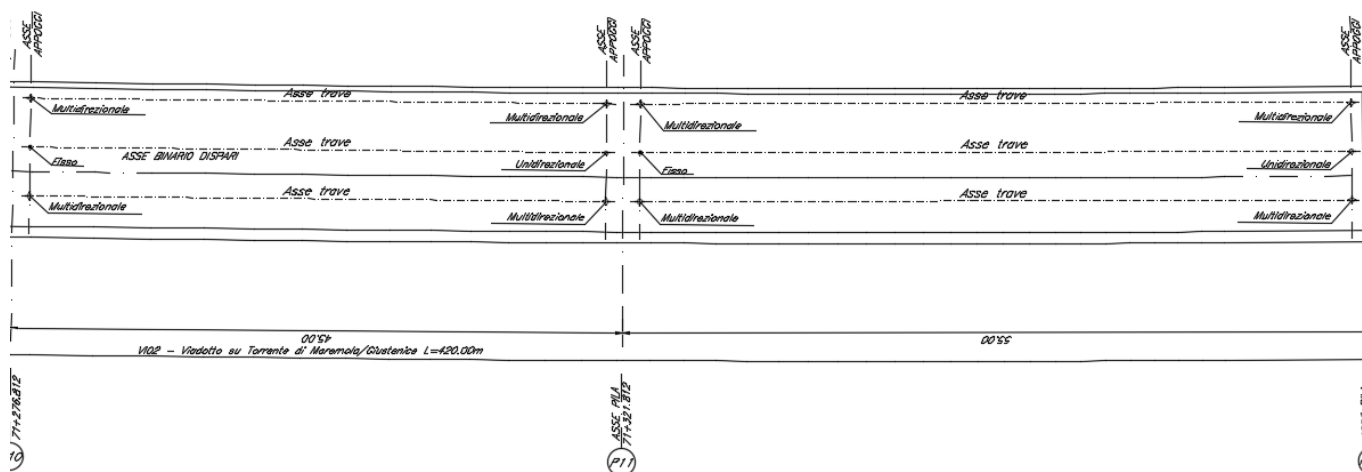 ASSE
APPOGGI
ASSE
APPOGGI
ASSE
APPOGGI
ASSE
APPOGGI
Asse trave
Asse trave
Multidirezionale
Multidirezionale
Multidirezionale
Multidirezionale
Asse trave
Asse trave
Fisso
ASSE BINARIO DISPARI
Unidirezionale
Fisso
Unidirezionale
Asse trave
Asse trave
Multidirezionale
Multidirezionale
Multidirezionale
Multidirezionale
45.00
55.00
VI02 - Viadotto su Torrente di Maremola/Giustenice L=420.00m
71+276.812
ASSE PILA
71+321.812
P11